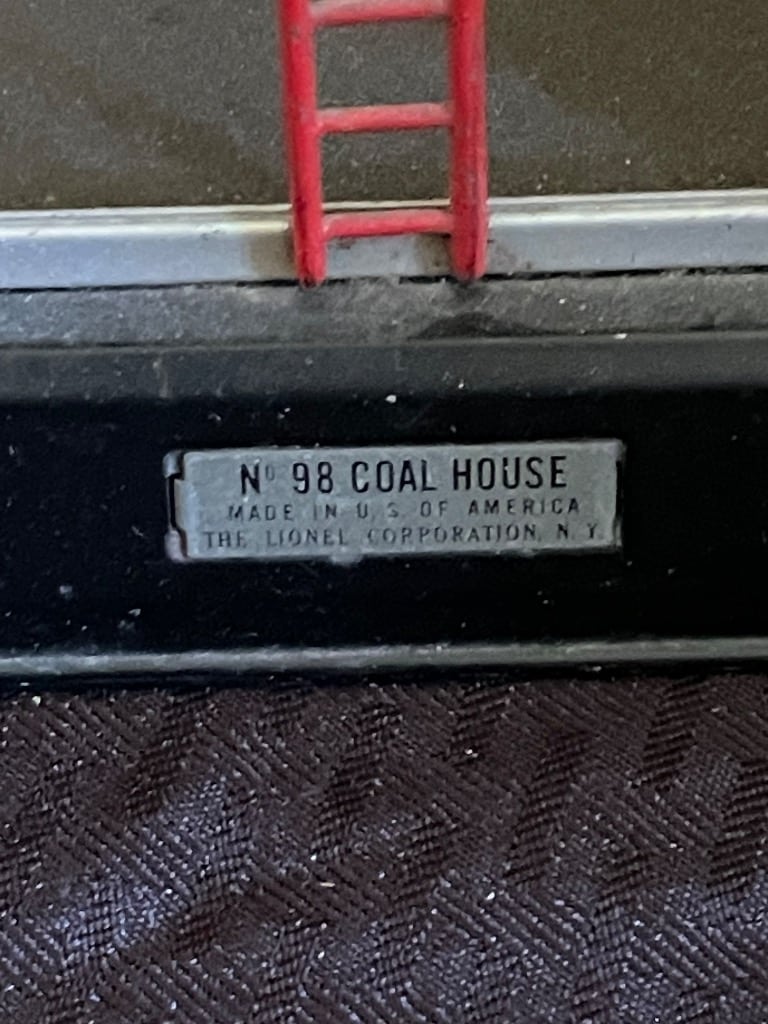 Nº 98 COAL HOUSE
MADE IN U.S. OF AMERICA
THE LIONEL CORPORATION, N.Y.